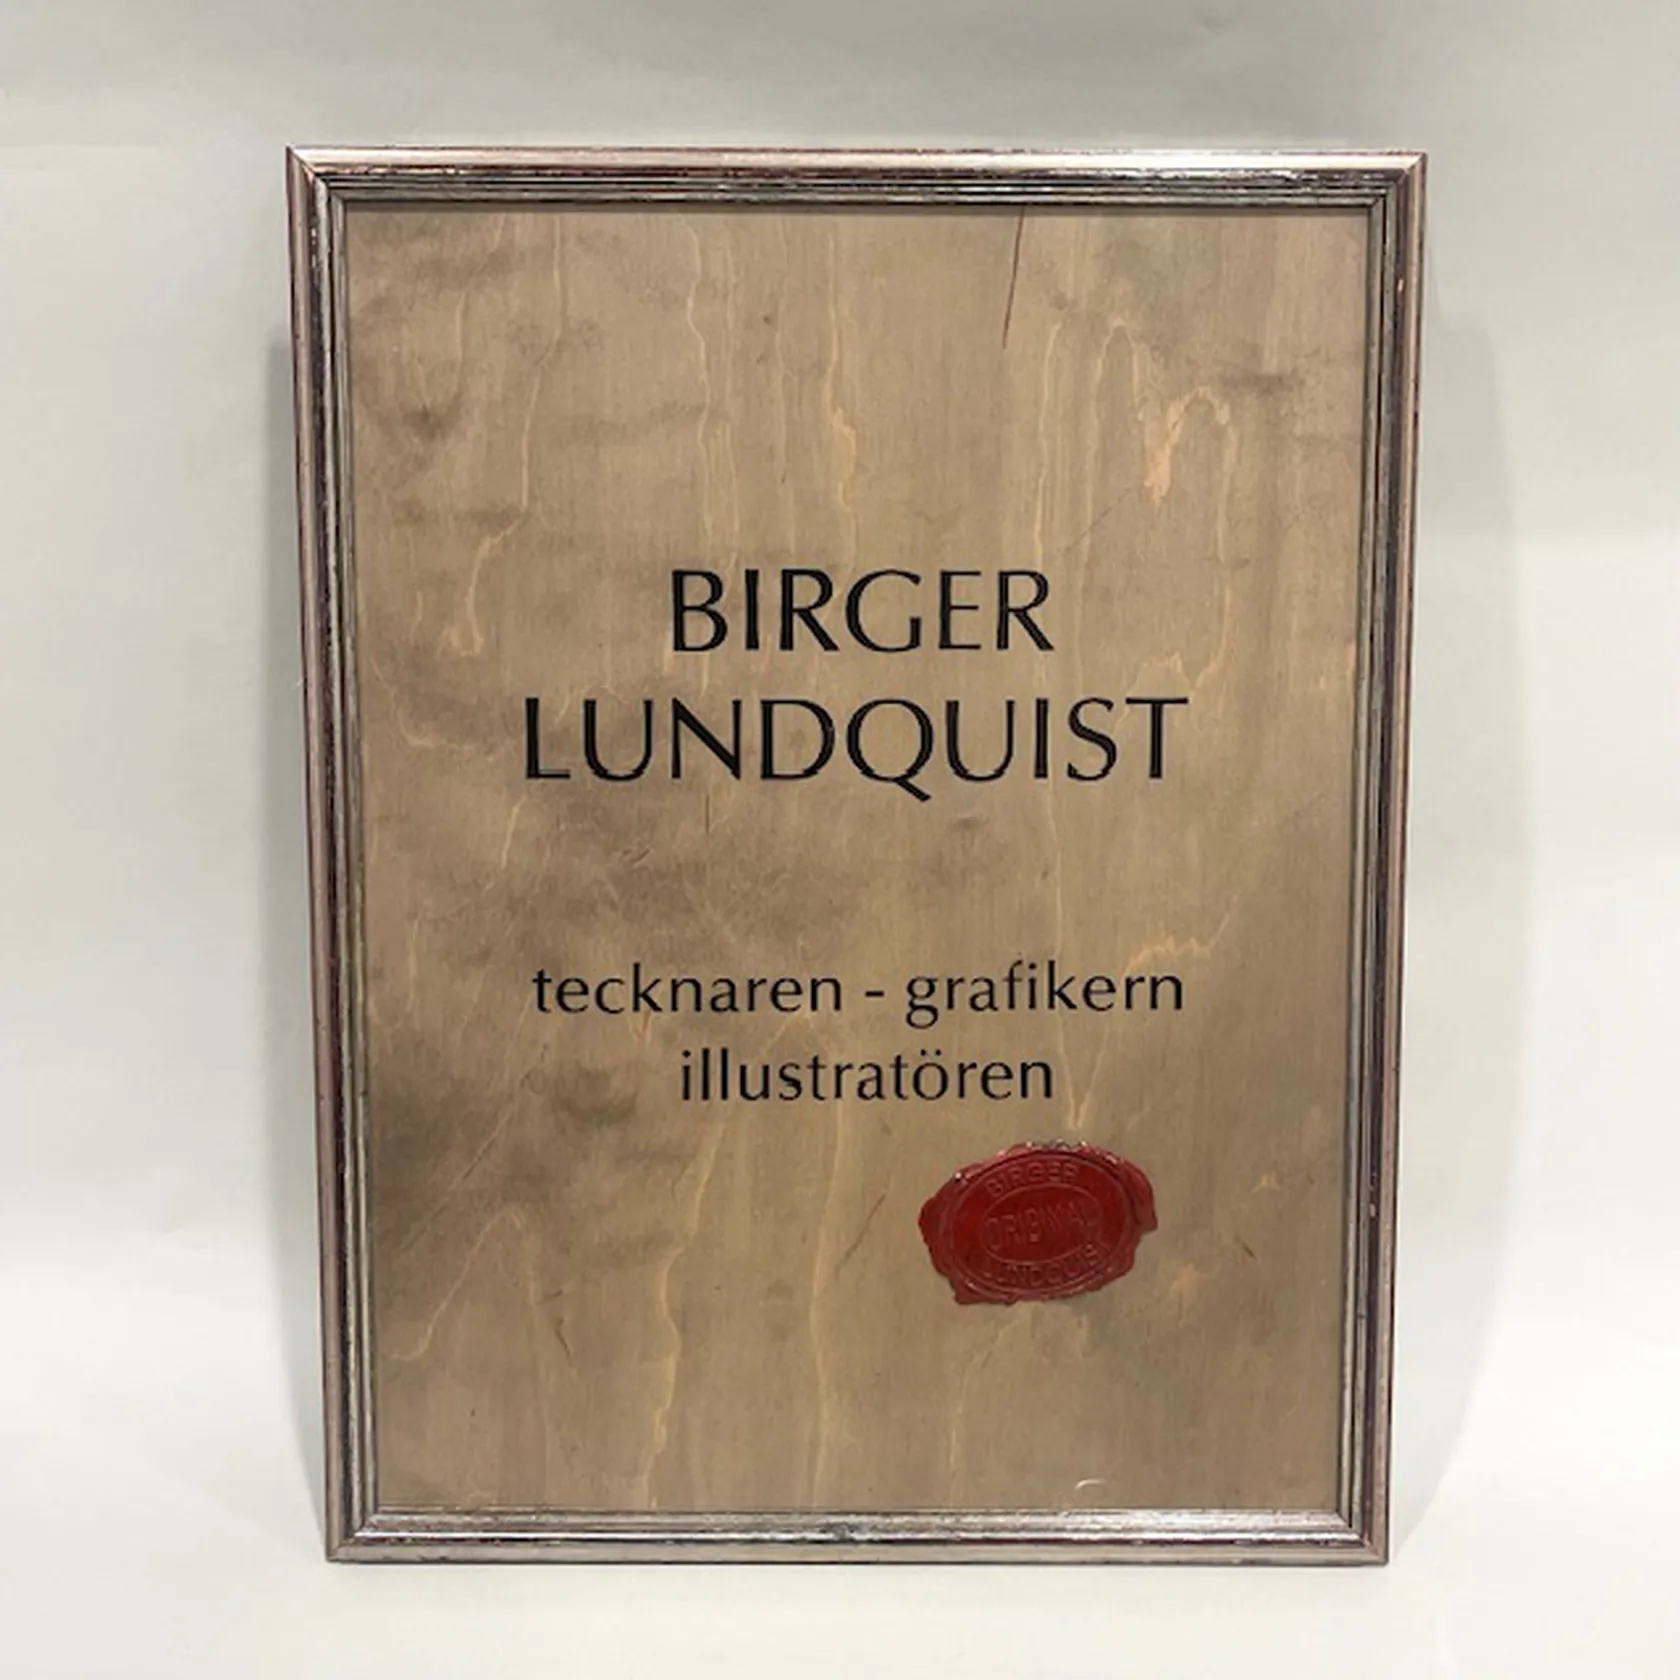 BIRGER
LUNDQUIST
tecknaren - grafikern
illustratören
BIRGER
ORIGINAL
LUNDQUIST